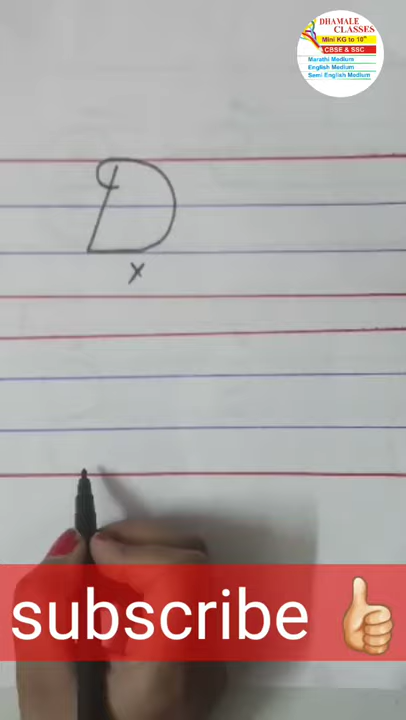 DHAMALE
CLASSES
Mini KG to 10th
CBSE & SSC
Marathi Medium
English Medium
Semi English Medium
D
x
subscribe